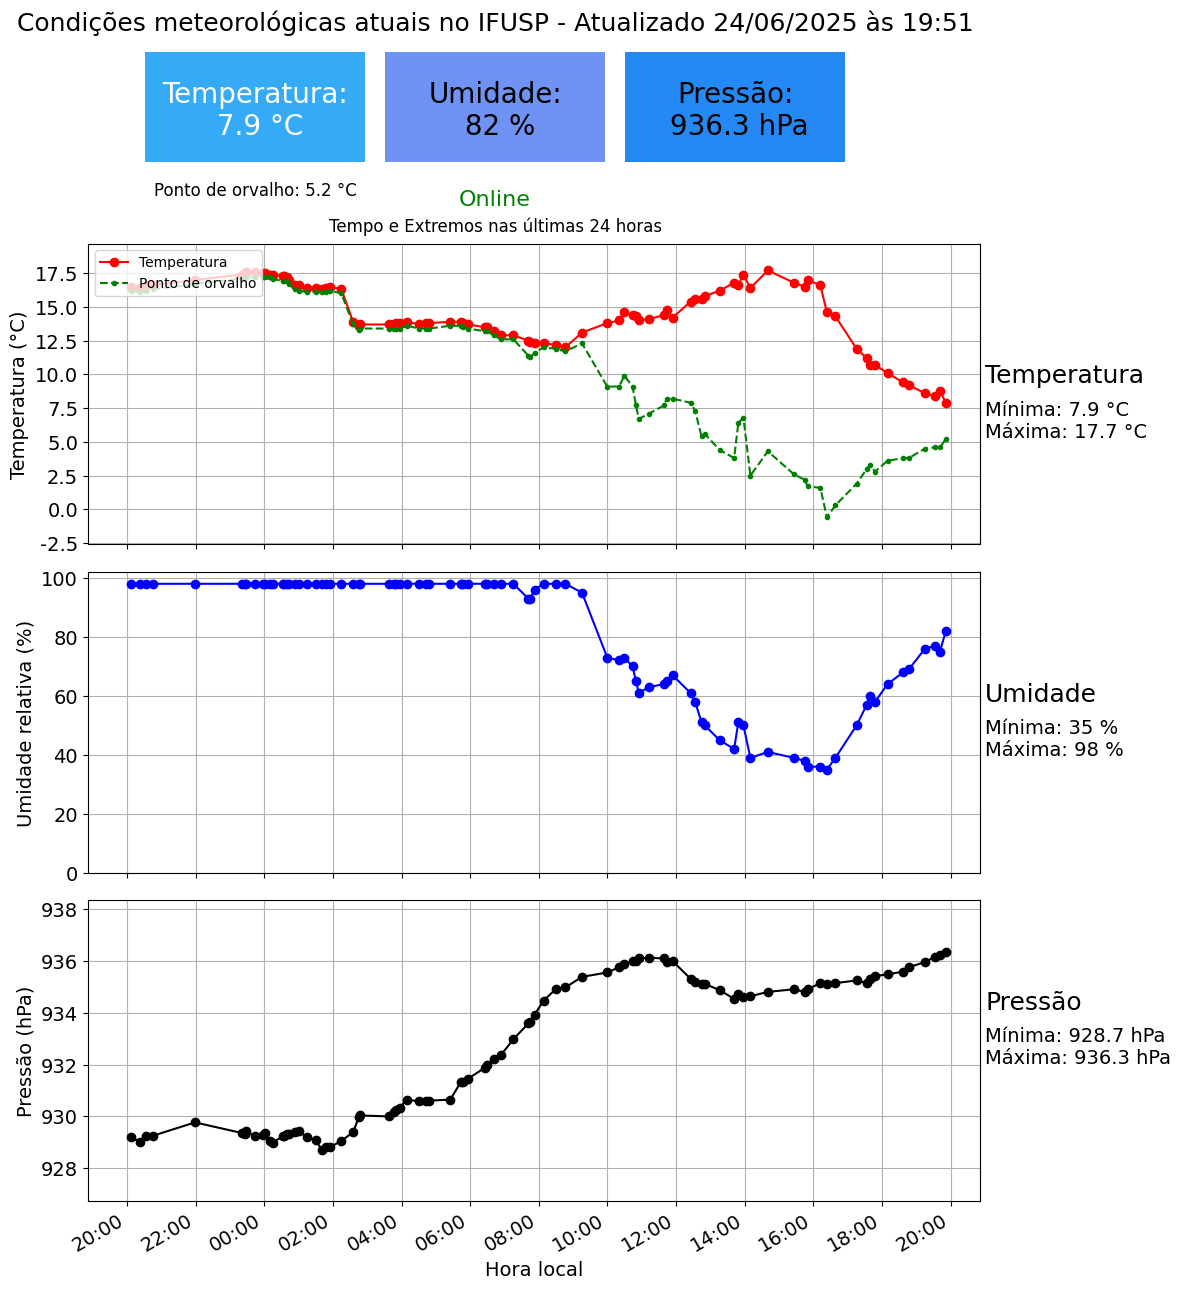 Condições meteorológicas atuais no IFUSP - Atualizado 24/06/2025 às 19:51
Temperatura:
7.9 °C
Umidade:
82 %
Pressão:
936.3 hPa
Ponto de orvalho: 5.2 °C
Online
Tempo e Extremos nas últimas 24 horas
Temperatura
Ponto de orvalho
Temperatura (°C)
17.5
15.0
12.5
10.0
7.5
5.0
2.5
0.0
-2.5
Temperatura
Mínima: 7.9 °C
Máxima: 17.7 °C
Umidade relativa (%)
100
80
60
40
20
0
Umidade
Mínima: 35 %
Máxima: 98 %
Pressão (hPa)
938
936
934
932
930
928
Pressão
Mínima: 928.7 hPa
Máxima: 936.3 hPa
20:00 22:00 00:00 02:00 04:00 06:00 08:00 10:00 12:00 14:00 16:00 18:00 20:00
Hora local